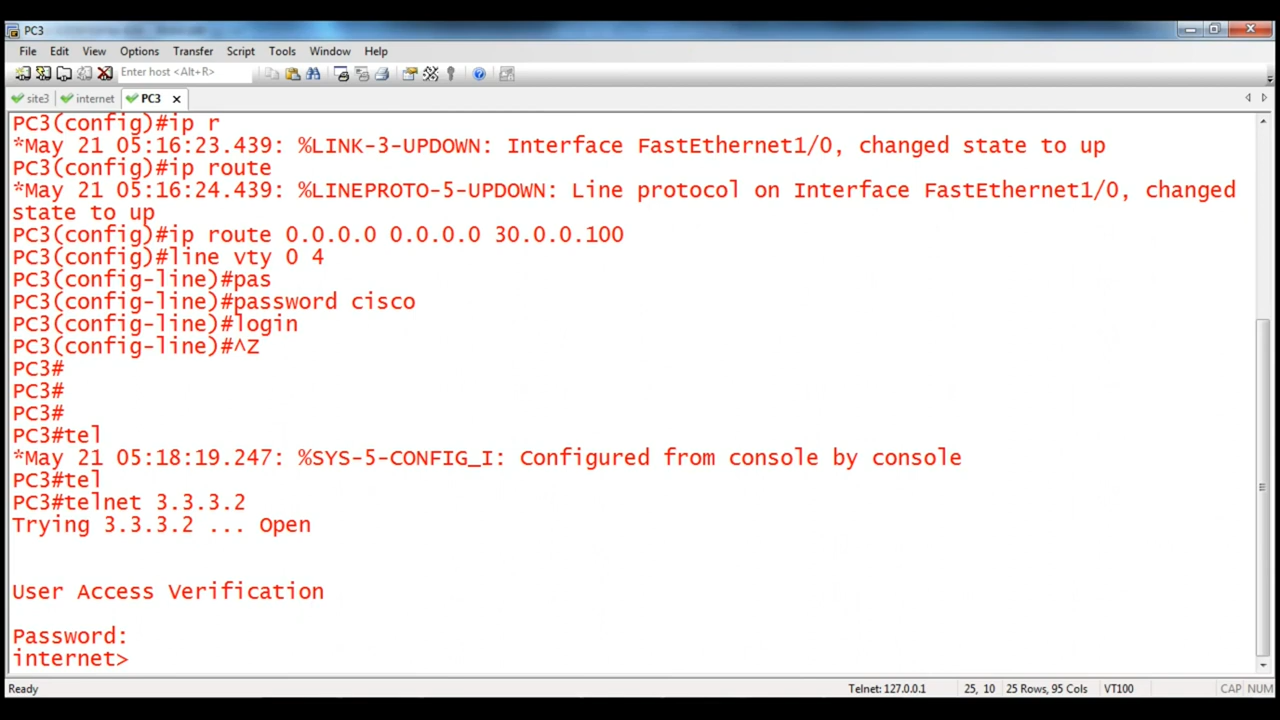 PC3
File Edit View Options Transfer Script Tools Window Help
Enter host <Alt+R>
site3 internet PC3
PC3(config)#ip r
*May 21 05:16:23.439: %LINK-3-UPDOWN: Interface FastEthernet1/0, changed state to up
PC3(config)#ip route
*May 21 05:16:24.439: %LINEPROTO-5-UPDOWN: Line protocol on Interface FastEthernet1/0, changed
state to up
PC3(config)#ip route 0.0.0.0 0.0.0.0 30.0.0.100
PC3(config)#line vty 0 4
PC3(config-line)#pas
PC3(config-line)#password cisco
PC3(config-line)#login
PC3(config-line)#^Z
PC3#
PC3#
PC3#
PC3#tel
*May 21 05:18:19.247: %SYS-5-CONFIG_I: Configured from console by console
PC3#tel
PC3#telnet 3.3.3.2
Trying 3.3.3.2 ... Open
User Access Verification
Password:
internet>
Ready Telnet: 127.0.0.1 25, 10 25 Rows, 95 Cols VT100 CAP NUM